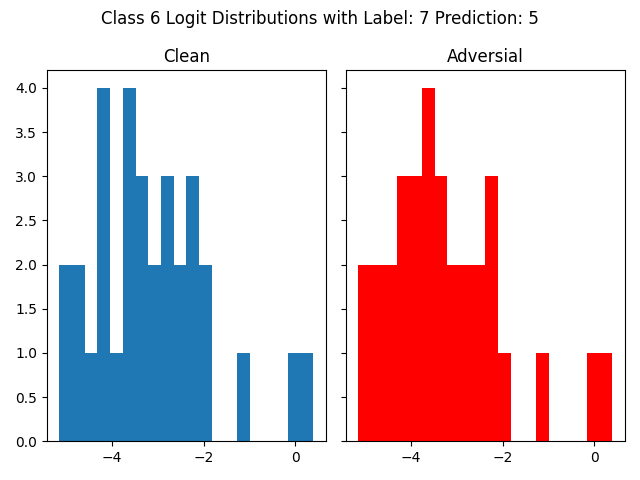 Class 6 Logit Distributions with Label: 7 Prediction: 5
Clean
Adversial
4.0
3.5
3.0
2.5
2.0
1.5
1.0
0.5
0.0
−4 −2 0
−4 −2 0